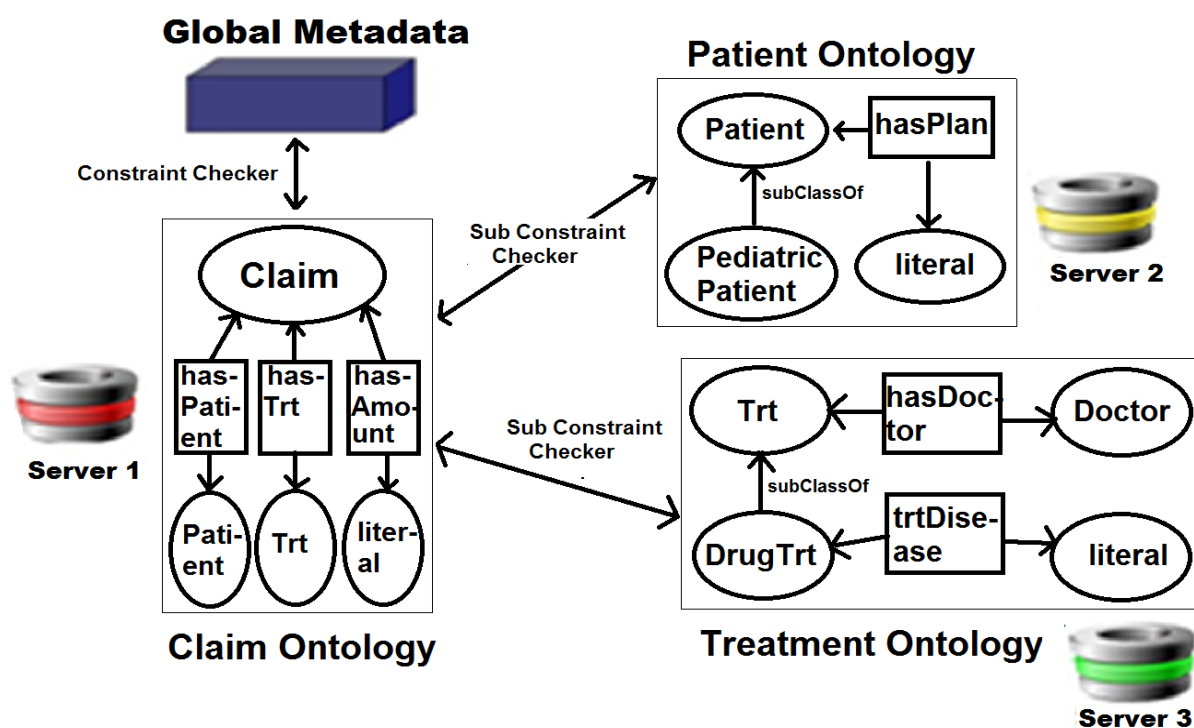 Global Metadata
Constraint Checker
Claim
has-
Pati-
ent
has-
Trt
has-
Amo-
unt
Pati-
ent
Trt
liter-
al
Server 1
Claim Ontology
Sub Constraint
Checker
Sub Constraint
Checker
Patient Ontology
Patient
hasPlan
subClassOf
Pediatric
Patient
literal
Server 2
Trt
hasDoc-
tor
Doctor
subClassOf
DrugTrt
trtDise-
ase
literal
Treatment Ontology
Server 3